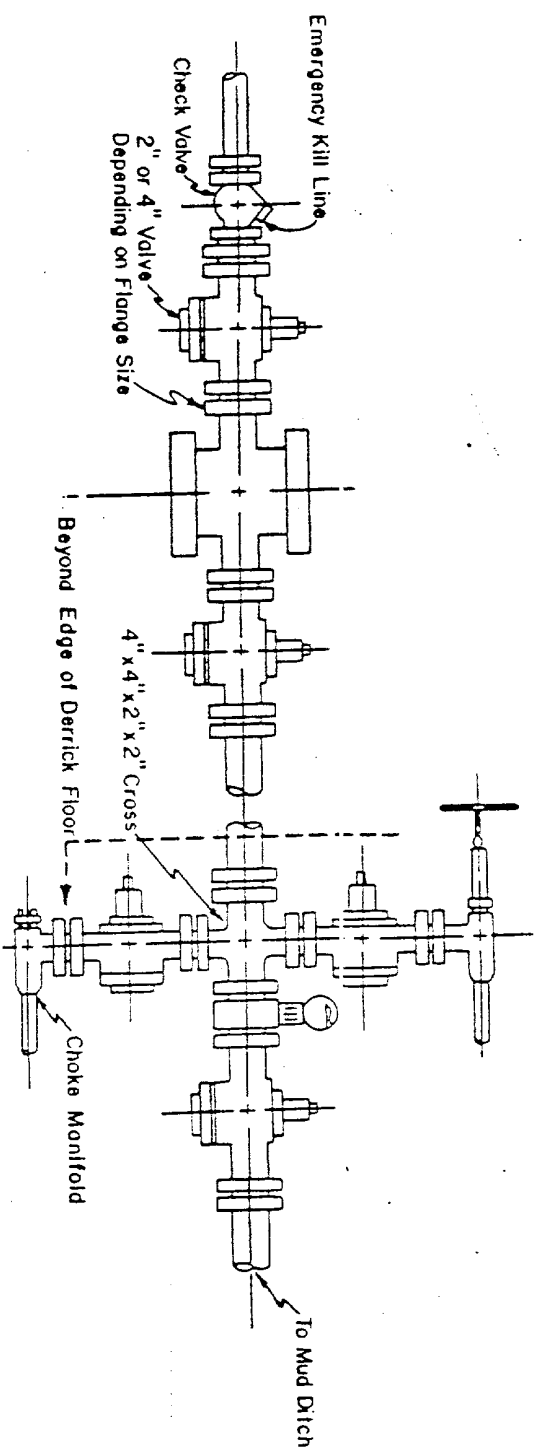 Emergency Kill Line
Check Valve
2" or 4" Valve
Depending on Flange Size
Beyond Edge of Derrick Floor
4"x4"x2"x2" Cross
Choke Manifold
To Mud Ditch